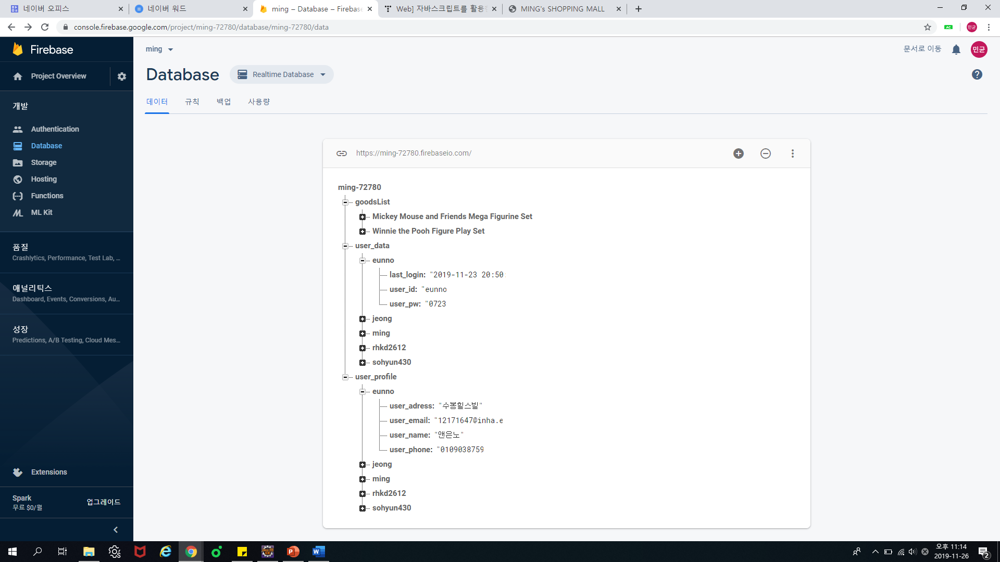 네이버 오피스
네이버 워드
ming – Database – Firebase
Web] 자바스크립트를 활용한
MING's SHOPPING MALL
console.firebase.google.com/project/ming-72780/database/ming-72780/data
AC
민균
Firebase
ming
문서로 이동
민균
Project Overview
Database
Realtime Database
데이터
규칙
백업
사용량
개발
Authentication
Database
Storage
Hosting
Functions
ML Kit
품질
Crashlytics, Performance, Test Lab, ...
애널리틱스
Dashboard, Events, Conversions, Au...
성장
Predictions, A/B Testing, Cloud Mes...
Extensions
Spark
무료 $0/월
업그레이드
https://ming-72780.firebaseio.com/
ming-72780
goodsList
Mickey Mouse and Friends Mega Figurine Set
Winnie the Pooh Figure Play Set
user_data
eunno
last_login: "2019-11-23 20:50
user_id: "eunno
user_pw: "0723
jeong
ming
rhkd2612
sohyun430
user_profile
eunno
user_adress: "수봉힐스빌"
user_email: "12171647@inha.e
user_name: "앤은노"
user_phone: "0109038759
jeong
ming
rhkd2612
sohyun430
오후 11:14
2019-11-26
2